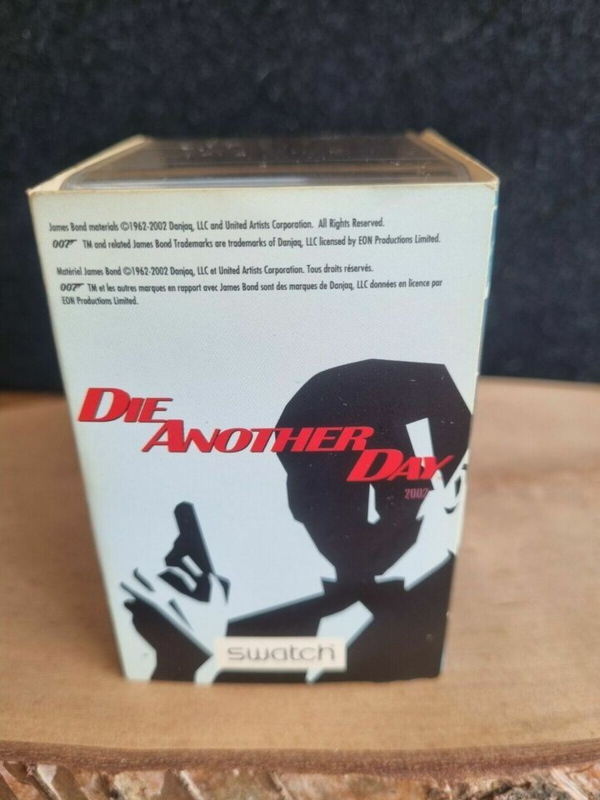 James Bond materials ©1962-2002 Danjaq, LLC and United Artists Corporation. All Rights Reserved.
007 TM and related James Bond Trademarks are trademarks of Danjaq, LLC licensed by EON Productions Limited.
Matériel James Bond ©1962-2002 Danjaq, LLC et United Artists Corporation. Tous droits réservés.
007 TM et les autres marques en rapport avec James Bond sont des marques de Danjaq, LLC données en licence par
EON Productions Limited.
DIE
ANOTHER
DAY
2002
swatch